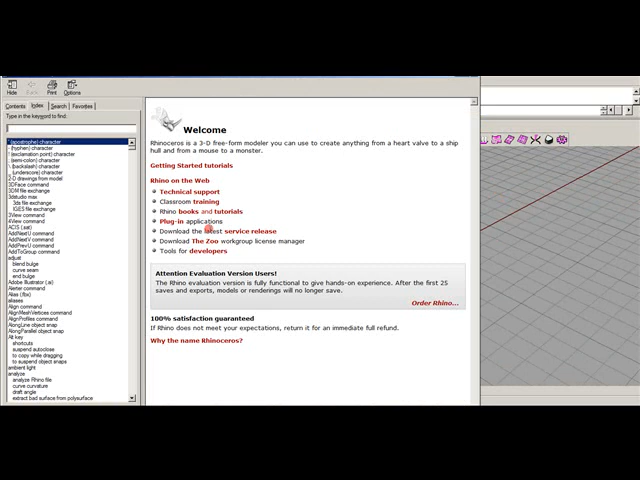 Hide Back Print Options
Contents Index Search Favorites
Type in the keyword to find:
' (apostrophe) character
- (hyphen) character
! (exclamation point) character
; (semi-colon) character
\ (backslash) character
_ (underscore) character
2-D drawings from model
3DFace command
3DM file exchange
3dstudio max
.3ds file exchange
IGES file exchange
3View command
4View command
ACIS (.sat)
AddNextU command
AddNextV command
AddPrevU command
AddToGroup command
adjust
blend bulge
curve seam
end bulge
Adobe Illustrator (.ai)
Alerter command
Alias (.fbx)
aliases
Align command
AlignMeshVertices command
AlignProfiles command
AlongLine object snap
AlongParallel object snap
Alt key
shortcuts
suspend autoclose
to copy while dragging
to suspend object snaps
ambient light
analyze
analyze Rhino file
curve curvature
draft angle
extract bad surface from polysurface
Welcome
Rhinoceros is a 3-D free-form modeler you can use to create anything from a heart valve to a ship
hull and from a mouse to a monster.
Getting Started tutorials
Rhino on the Web
Technical support
Classroom training
Rhino books and tutorials
Plug-in applications
Download the latest service release
Download The Zoo workgroup license manager
Tools for developers
Attention Evaluation Version Users!
The Rhino evaluation version is fully functional to give hands-on experience. After the first 25
saves and exports, models or renderings will no longer save.
Order Rhino...
100% satisfaction guaranteed
If Rhino does not meet your expectations, return it for an immediate full refund.
Why the name Rhinoceros?